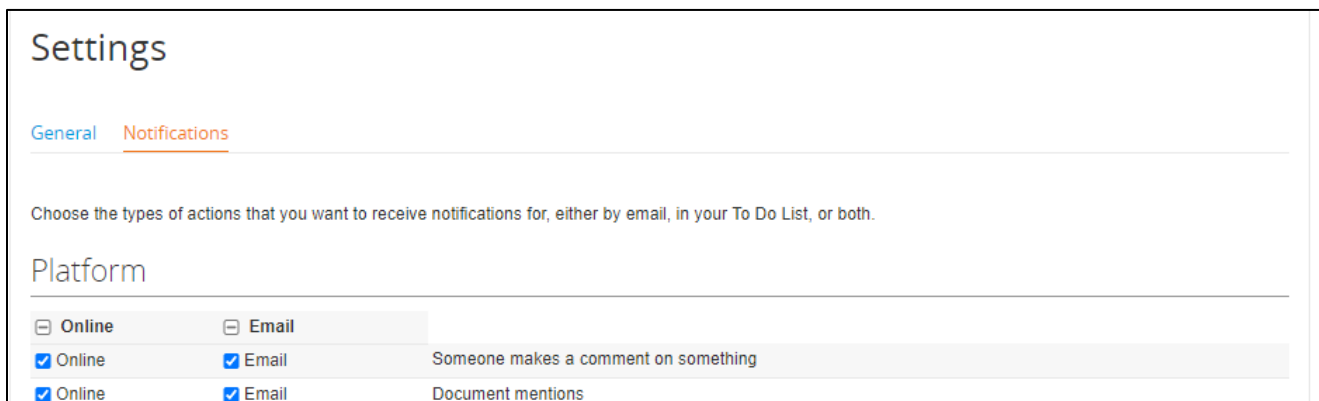 Settings
General Notifications
Choose the types of actions that you want to receive notifications for, either by email, in your To Do List, or both.
Platform
Online Email
Online Email Someone makes a comment on something
Online Email Document mentions